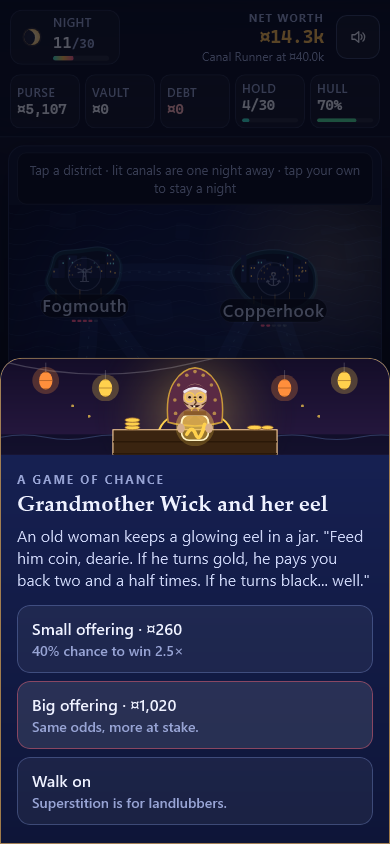 NIGHT
11/30
NET WORTH
¤14.3k
Canal Runner at ¤40.0k
PURSE
¤5,107
VAULT
¤0
DEBT
¤0
HOLD
4/30
HULL
70%
Tap a district · lit canals are one night away · tap your own
to stay a night
Fogmouth
Copperhook
A GAME OF CHANCE
Grandmother Wick and her eel
An old woman keeps a glowing eel in a jar. "Feed
him coin, dearie. If he turns gold, he pays you
back two and a half times. If he turns black... well."
Small offering · ¤260
40% chance to win 2.5×
Big offering · ¤1,020
Same odds, more at stake.
Walk on
Superstition is for landlubbers.